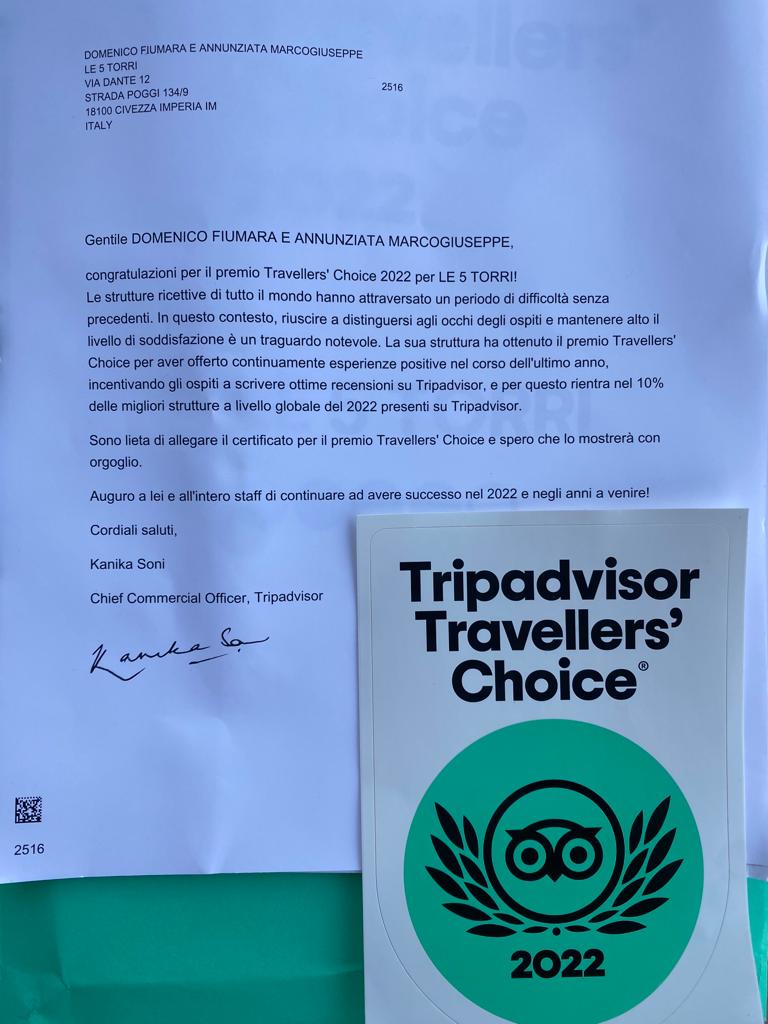 DOMENICO FIUMARA E ANNUNZIATA MARCOGIUSEPPE
LE 5 TORRI
VIA DANTE 12
STRADA POGGI 134/9
18100 CIVEZZA IMPERIA IM
ITALY
2516
Gentile DOMENICO FIUMARA E ANNUNZIATA MARCOGIUSEPPE,
congratulazioni per il premio Travellers' Choice 2022 per LE 5 TORRI!
Le strutture ricettive di tutto il mondo hanno attraversato un periodo di difficoltà senza
precedenti. In questo contesto, riuscire a distinguersi agli occhi degli ospiti e mantenere alto il
livello di soddisfazione è un traguardo notevole. La sua struttura ha ottenuto il premio Travellers'
Choice per aver offerto continuamente esperienze positive nel corso dell'ultimo anno,
incentivando gli ospiti a scrivere ottime recensioni su Tripadvisor, e per questo rientra nel 10%
delle migliori strutture a livello globale del 2022 presenti su Tripadvisor.
Sono lieta di allegare il certificato per il premio Travellers' Choice e spero che lo mostrerà con
orgoglio.
Auguro a lei e all'intero staff di continuare ad avere successo nel 2022 e negli anni a venire!
Cordiali saluti,
Kanika Soni
Chief Commercial Officer, Tripadvisor
Kanika So
2516
Tripadvisor
Travellers'
Choice®
2022